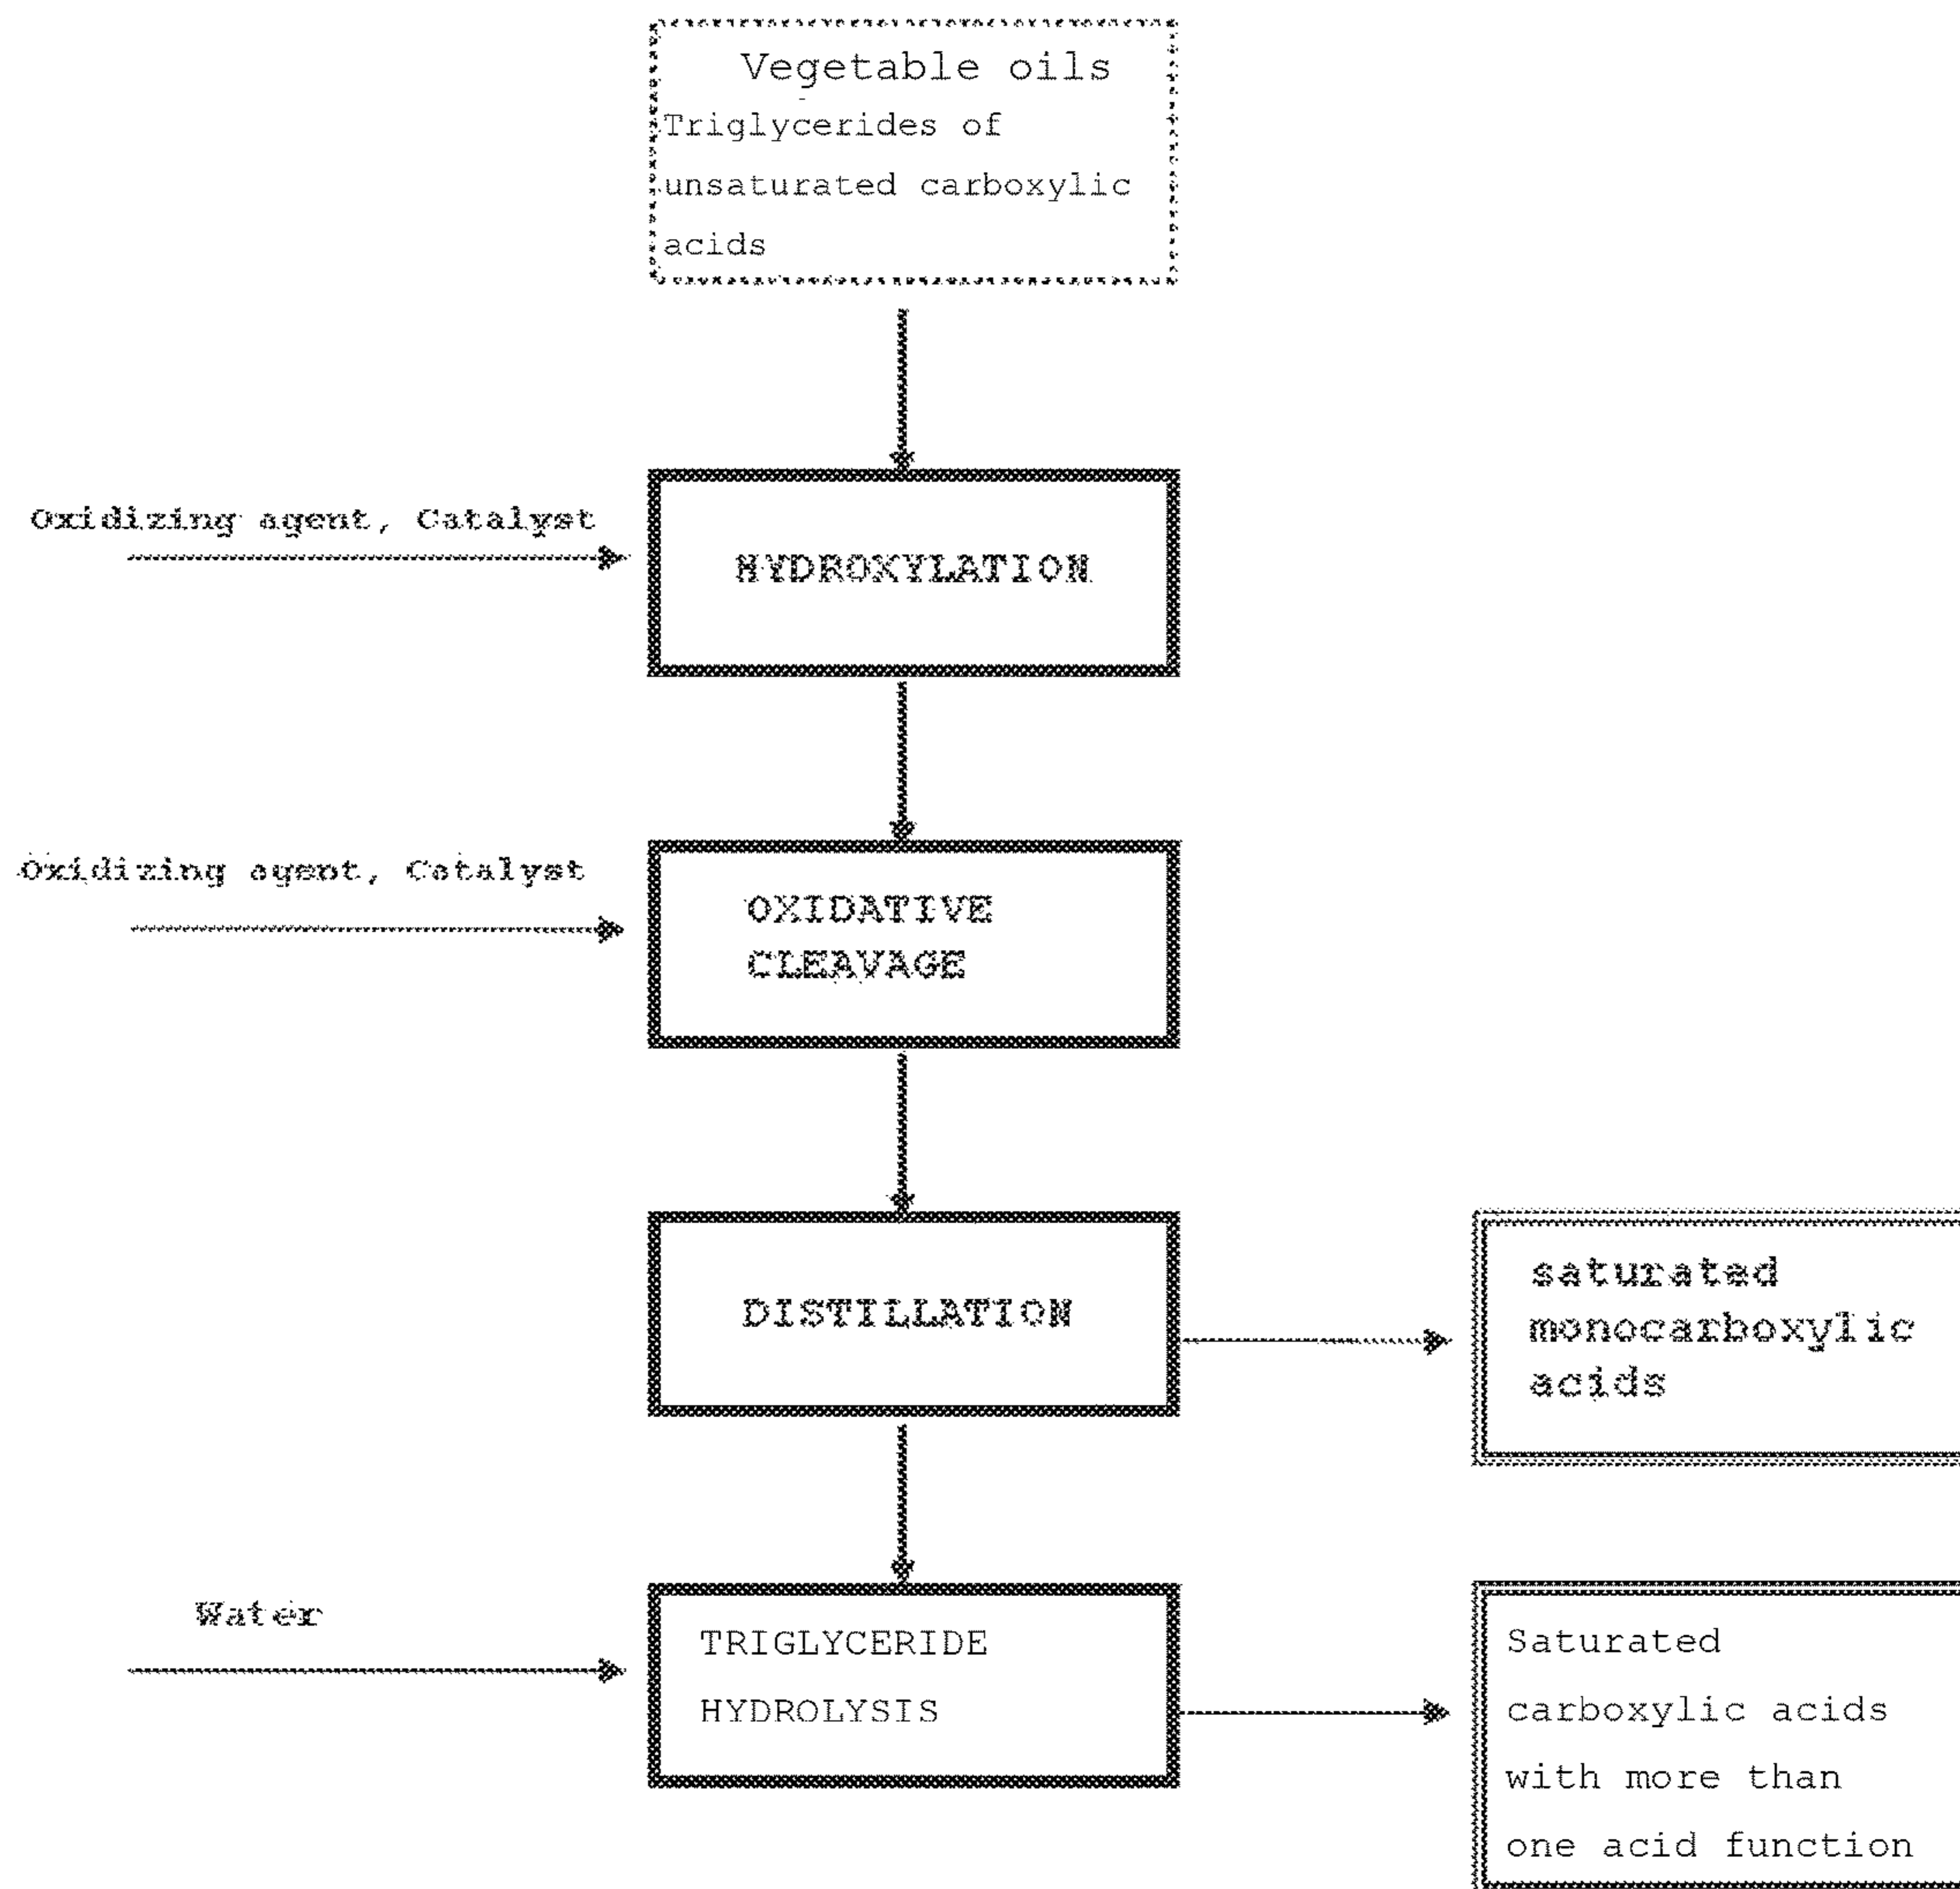 Vegetable oils
Triglycerides of
unsaturated carboxylic
acids
Oxidizing agent, Catalyst
HYDROXYLATION
Oxidizing agent, Catalyst
OXIDATIVE
CLEAVAGE
DISTILLATION
saturated
monocarboxylic
acids
Water
TRIGLYCERIDE
HYDROLYSIS
Saturated
carboxylic acids
with more than
one acid function